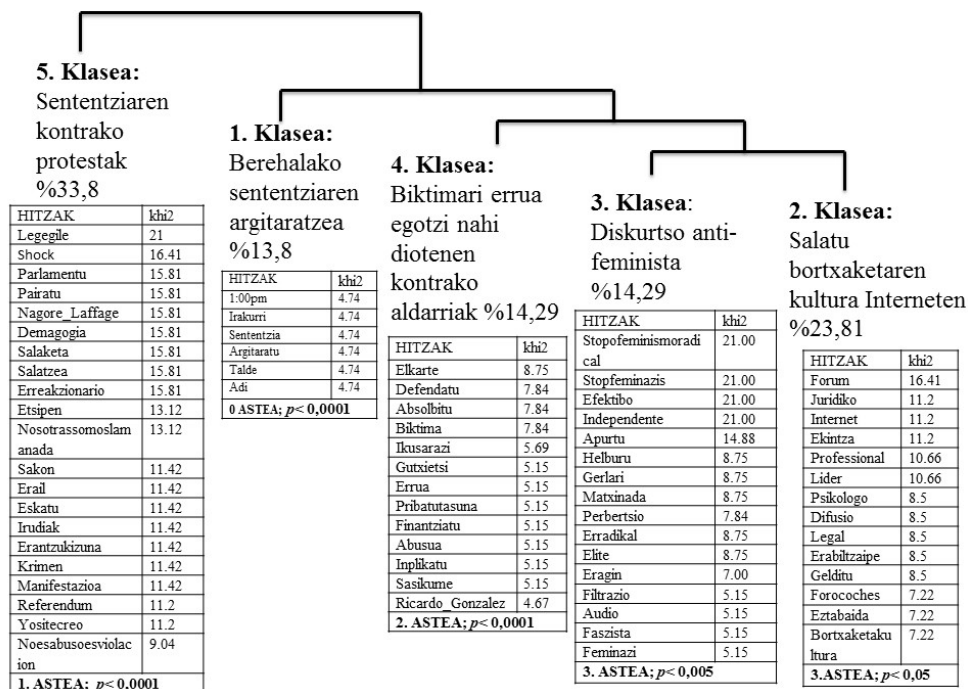 5. Klasea:
Sententziaren
kontrako
protestak
%33,8
HITZAK khi2
Legegile 21
Shock 16.41
Parlamentu 15.81
Pairatu 15.81
Nagore_Laffage 15.81
Demagogia 15.81
Salaketa 15.81
Salatzea 15.81
Erreakzionario 15.81
Etsipen 13.12
Nosotrassomoslam 13.12
anada
Sakon 11.42
Erail 11.42
Eskatu 11.42
Irudiak 11.42
Erantzukizuna 11.42
Krimen 11.42
Manifestazioa 11.42
Referendum 11.2
Yositecreo 11.2
Noesabusoesviolac 9.04
ion
1. ASTEA; p< 0,0001
1. Klasea:
Berehalako
sententziaren
argitaratzea
%13,8
HITZAK khi2
1:00pm 4.74
Irakurri 4.74
Sententzia 4.74
Argitaratu 4.74
Talde 4.74
Adi 4.74
0 ASTEA; p< 0,0001
4. Klasea:
Biktimari errua
egotzi nahi
diotenen
kontrako
aldarriak %14,29
HITZAK khi2
Elkarte 8.75
Defendatu 7.84
Absolbitu 7.84
Biktima 7.84
Ikusarazi 5.69
Gutxietsi 5.15
Errua 5.15
Pribatutasuna 5.15
Finantziatu 5.15
Abusua 5.15
Inplikatu 5.15
Sasikume 5.15
Ricardo_Gonzalez 4.67
2. ASTEA; p< 0,0001
3. Klasea:
Diskurtso anti-
feminista
%14,29
HITZAK khi2
Stopofeminismoradi 21.00
cal
Stopfeminazis 21.00
Efektibo 21.00
Independente 21.00
Apurtu 14.88
Helburu 8.75
Gerlari 8.75
Matxinada 8.75
Perbertsio 7.84
Erradikal 8.75
Elite 8.75
Eragin 7.00
Filtrazio 5.15
Audio 5.15
Faszista 5.15
Feminazi 5.15
3. ASTEA; p< 0,005
2. Klasea:
Salatu
bortxaketaren
kultura Interneten
%23,81
HITZAK khi2
Forum 16.41
Juridiko 11.2
Internet 11.2
Ekintza 11.2
Professional 10.66
Lider 10.66
Psikologo 8.5
Difusio 8.5
Legal 8.5
Erabiltzaipe 8.5
Gelditu 8.5
Forocoches 7.22
Eztabaida 7.22
Bortxaketaku 7.22
ltura
3.ASTEA; p< 0,05